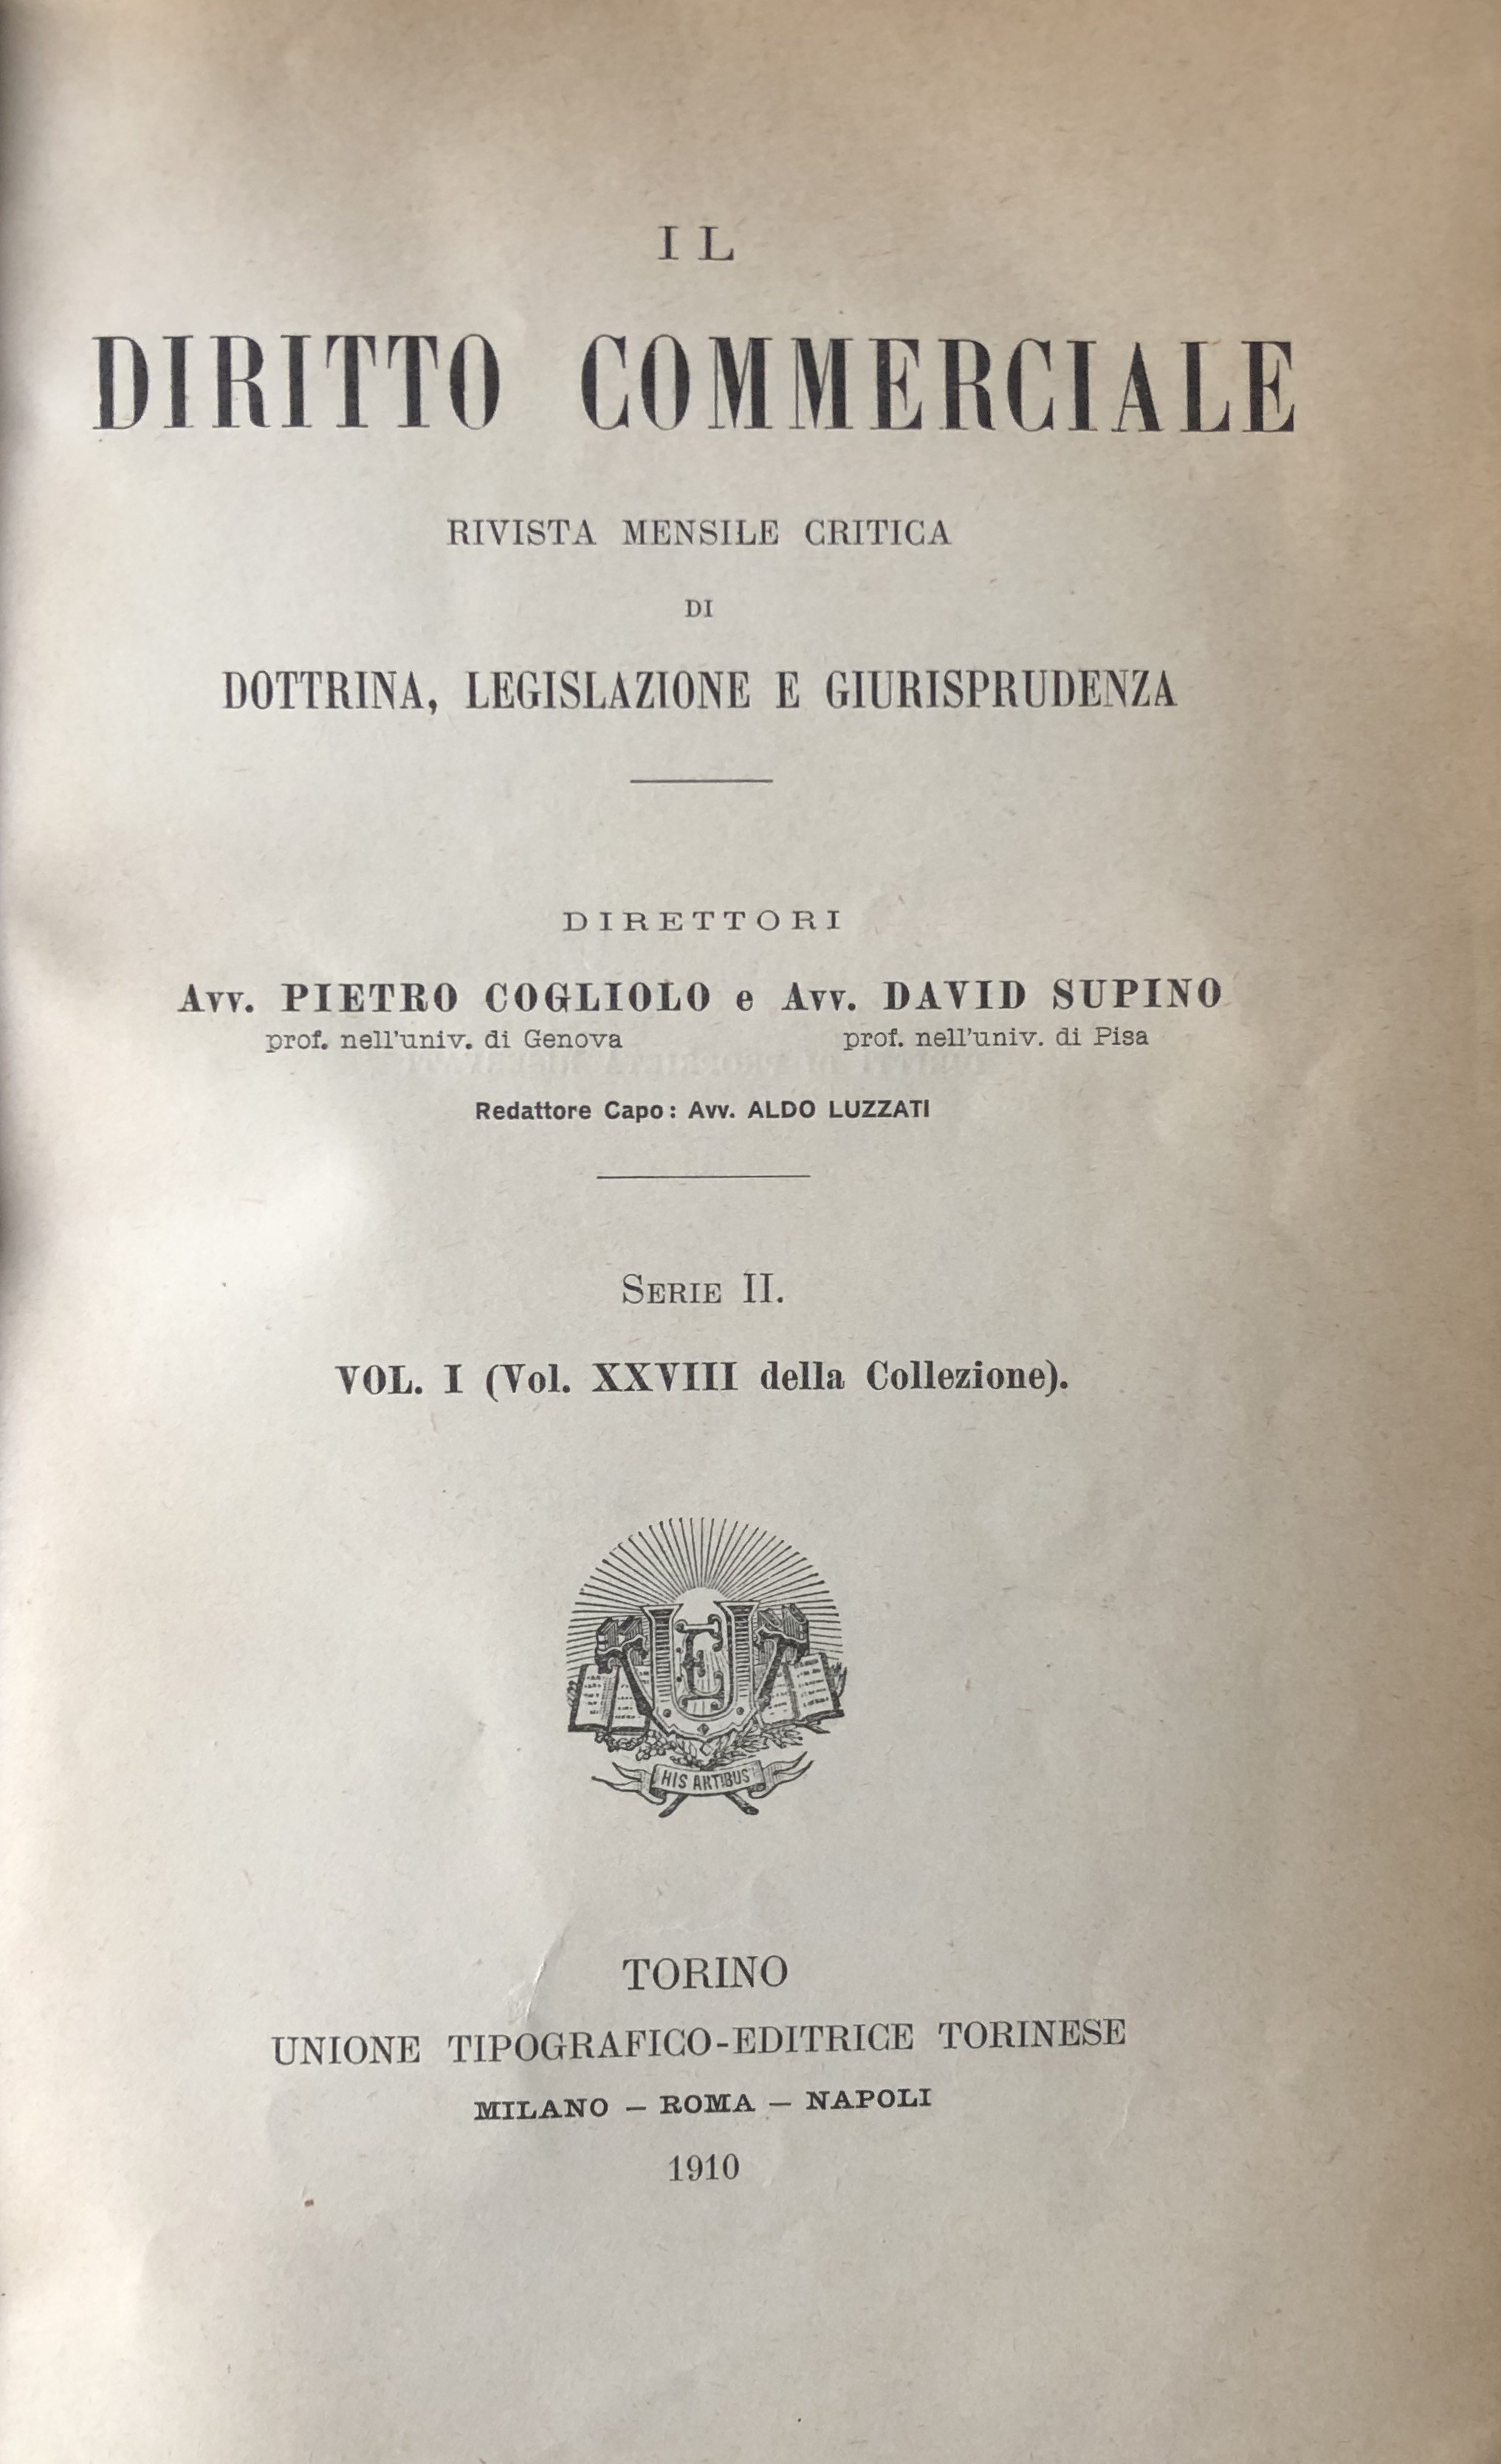 IL
DIRITTO COMMERCIALE
RIVISTA MENSILE CRITICA
DI
DOTTRINA, LEGISLAZIONE E GIURISPRUDENZA
DIRETTORI
Avv. PIETRO COGLIOLO e Avv. DAVID SUPINO
prof. nell'univ. di Genova prof. nell'univ. di Pisa
Redattore Capo: Avv. ALDO LUZZATI
SERIE II.
VOL. I (Vol. XXVIII della Collezione).
UTE
HIS ARTIBUS
TORINO
UNIONE TIPOGRAFICO-EDITRICE TORINESE
MILANO — ROMA — NAPOLI
1910